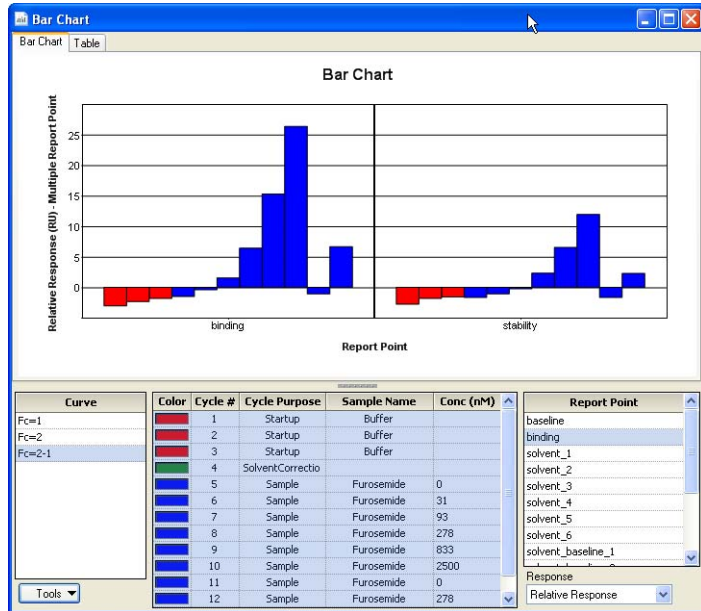 Bar Chart
Bar Chart Table
Bar Chart
Relative Response (RU) - Multiple Report Point
25
20
15
10
5
0
binding stability
Report Point
Curve
Fc=1
Fc=2
Fc=2-1
Tools
Color Cycle # Cycle Purpose Sample Name Conc (nM)
1 Startup Buffer
2 Startup Buffer
3 Startup Buffer
4 SolventCorrectio
5 Sample Furosemide 0
6 Sample Furosemide 31
7 Sample Furosemide 93
8 Sample Furosemide 278
9 Sample Furosemide 833
10 Sample Furosemide 2500
11 Sample Furosemide 0
12 Sample Furosemide 278
Report Point
baseline
binding
solvent_1
solvent_2
solvent_3
solvent_4
solvent_5
solvent_6
solvent_baseline_1
Response
Relative Response